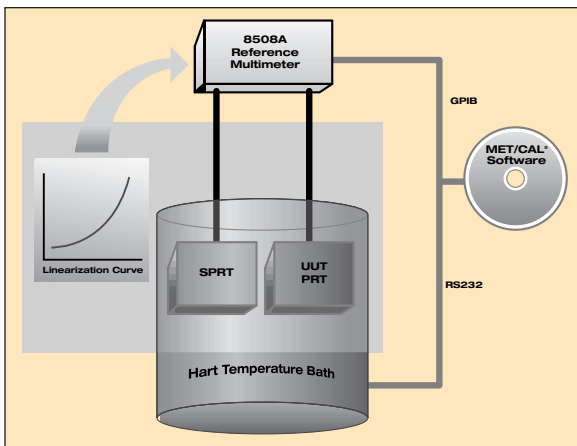 8508A
Reference
Multimeter
GPIB
MET/CAL®
Software
Linearization Curve
SPRT
UUT
PRT
RS232
Hart Temperature Bath